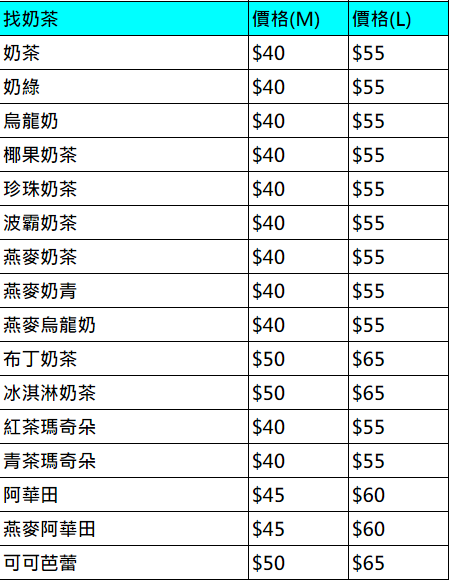 找奶茶 價格(M) 價格(L)
奶茶 $40 $55
奶綠 $40 $55
烏龍奶 $40 $55
椰果奶茶 $40 $55
珍珠奶茶 $40 $55
波霸奶茶 $40 $55
燕麥奶茶 $40 $55
燕麥奶青 $40 $55
燕麥烏龍奶 $40 $55
布丁奶茶 $50 $65
冰淇淋奶茶 $50 $65
紅茶瑪奇朵 $40 $55
青茶瑪奇朵 $40 $55
阿華田 $45 $60
燕麥阿華田 $45 $60
可可芭蕾 $50 $65